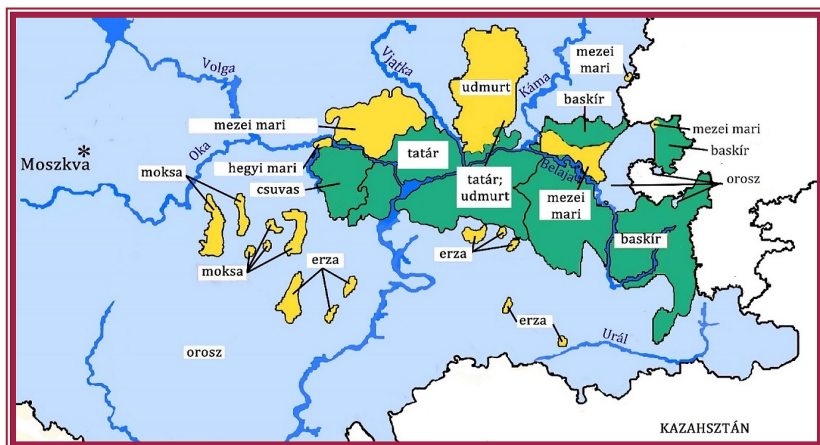 Volga
Vjatka
mezei
mari
udmurt
Káma
baskír
mezei mari
Oka
Moszkva
mezei mari
baskír
hegyi mari
tatár
moksa
csuvas
Belaja
orosz
tatár;
udmurt
mezei
mari
baskír
moksa
erza
erza
erza
orosz
Urál
KAZAHSZTÁN